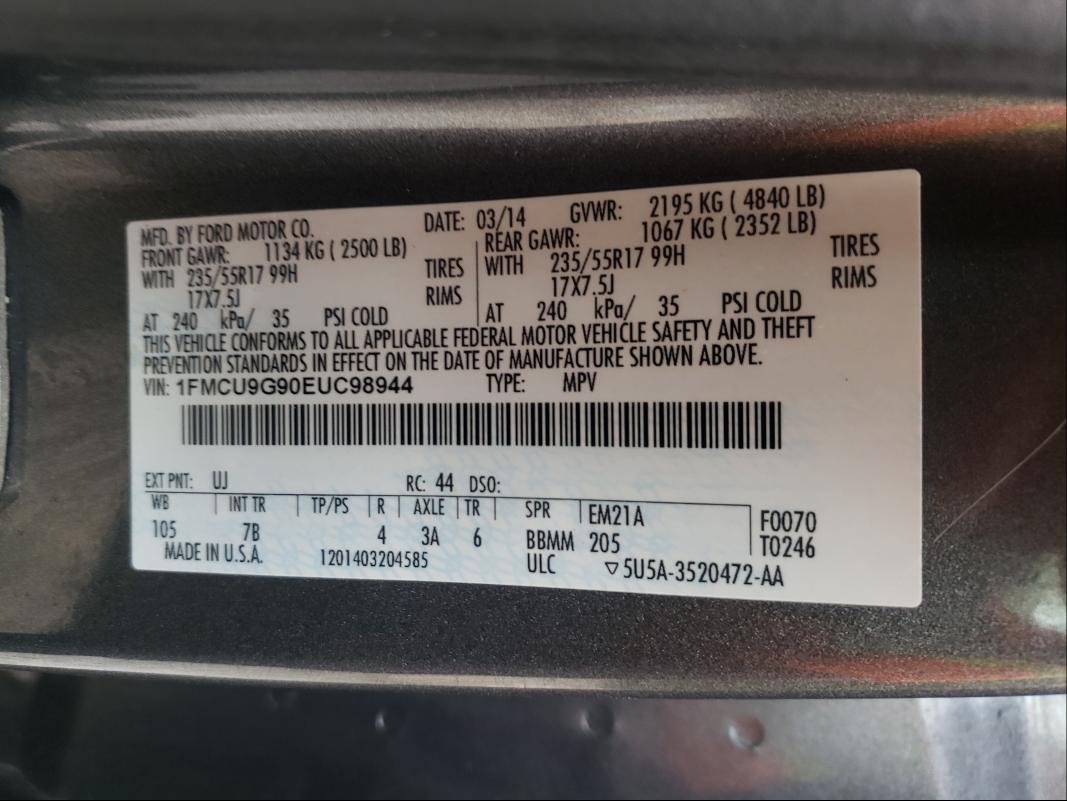 MFD. BY FORD MOTOR CO. DATE: 03/14 GVWR: 2195 KG ( 4840 LB)
FRONT GAWR: 1134 KG ( 2500 LB) REAR GAWR: 1067 KG ( 2352 LB)
WITH 235/55R17 99H TIRES WITH 235/55R17 99H TIRES
17X7.5J RIMS 17X7.5J RIMS
AT 240 kPa/ 35 PSI COLD AT 240 kPa/ 35 PSI COLD
THIS VEHICLE CONFORMS TO ALL APPLICABLE FEDERAL MOTOR VEHICLE SAFETY AND THEFT
PREVENTION STANDARDS IN EFFECT ON THE DATE OF MANUFACTURE SHOWN ABOVE.
VIN: 1FMCU9G90EUC98944 TYPE: MPV
EXT PNT: UJ RC: 44 DSO:
WB INT TR TP/PS R AXLE TR SPR EM21A F0070
105 7B 4 3A 6 BBMM 205 T0246
MADE IN U.S.A. 1201403204585 ULC ▽5U5A-3520472-AA